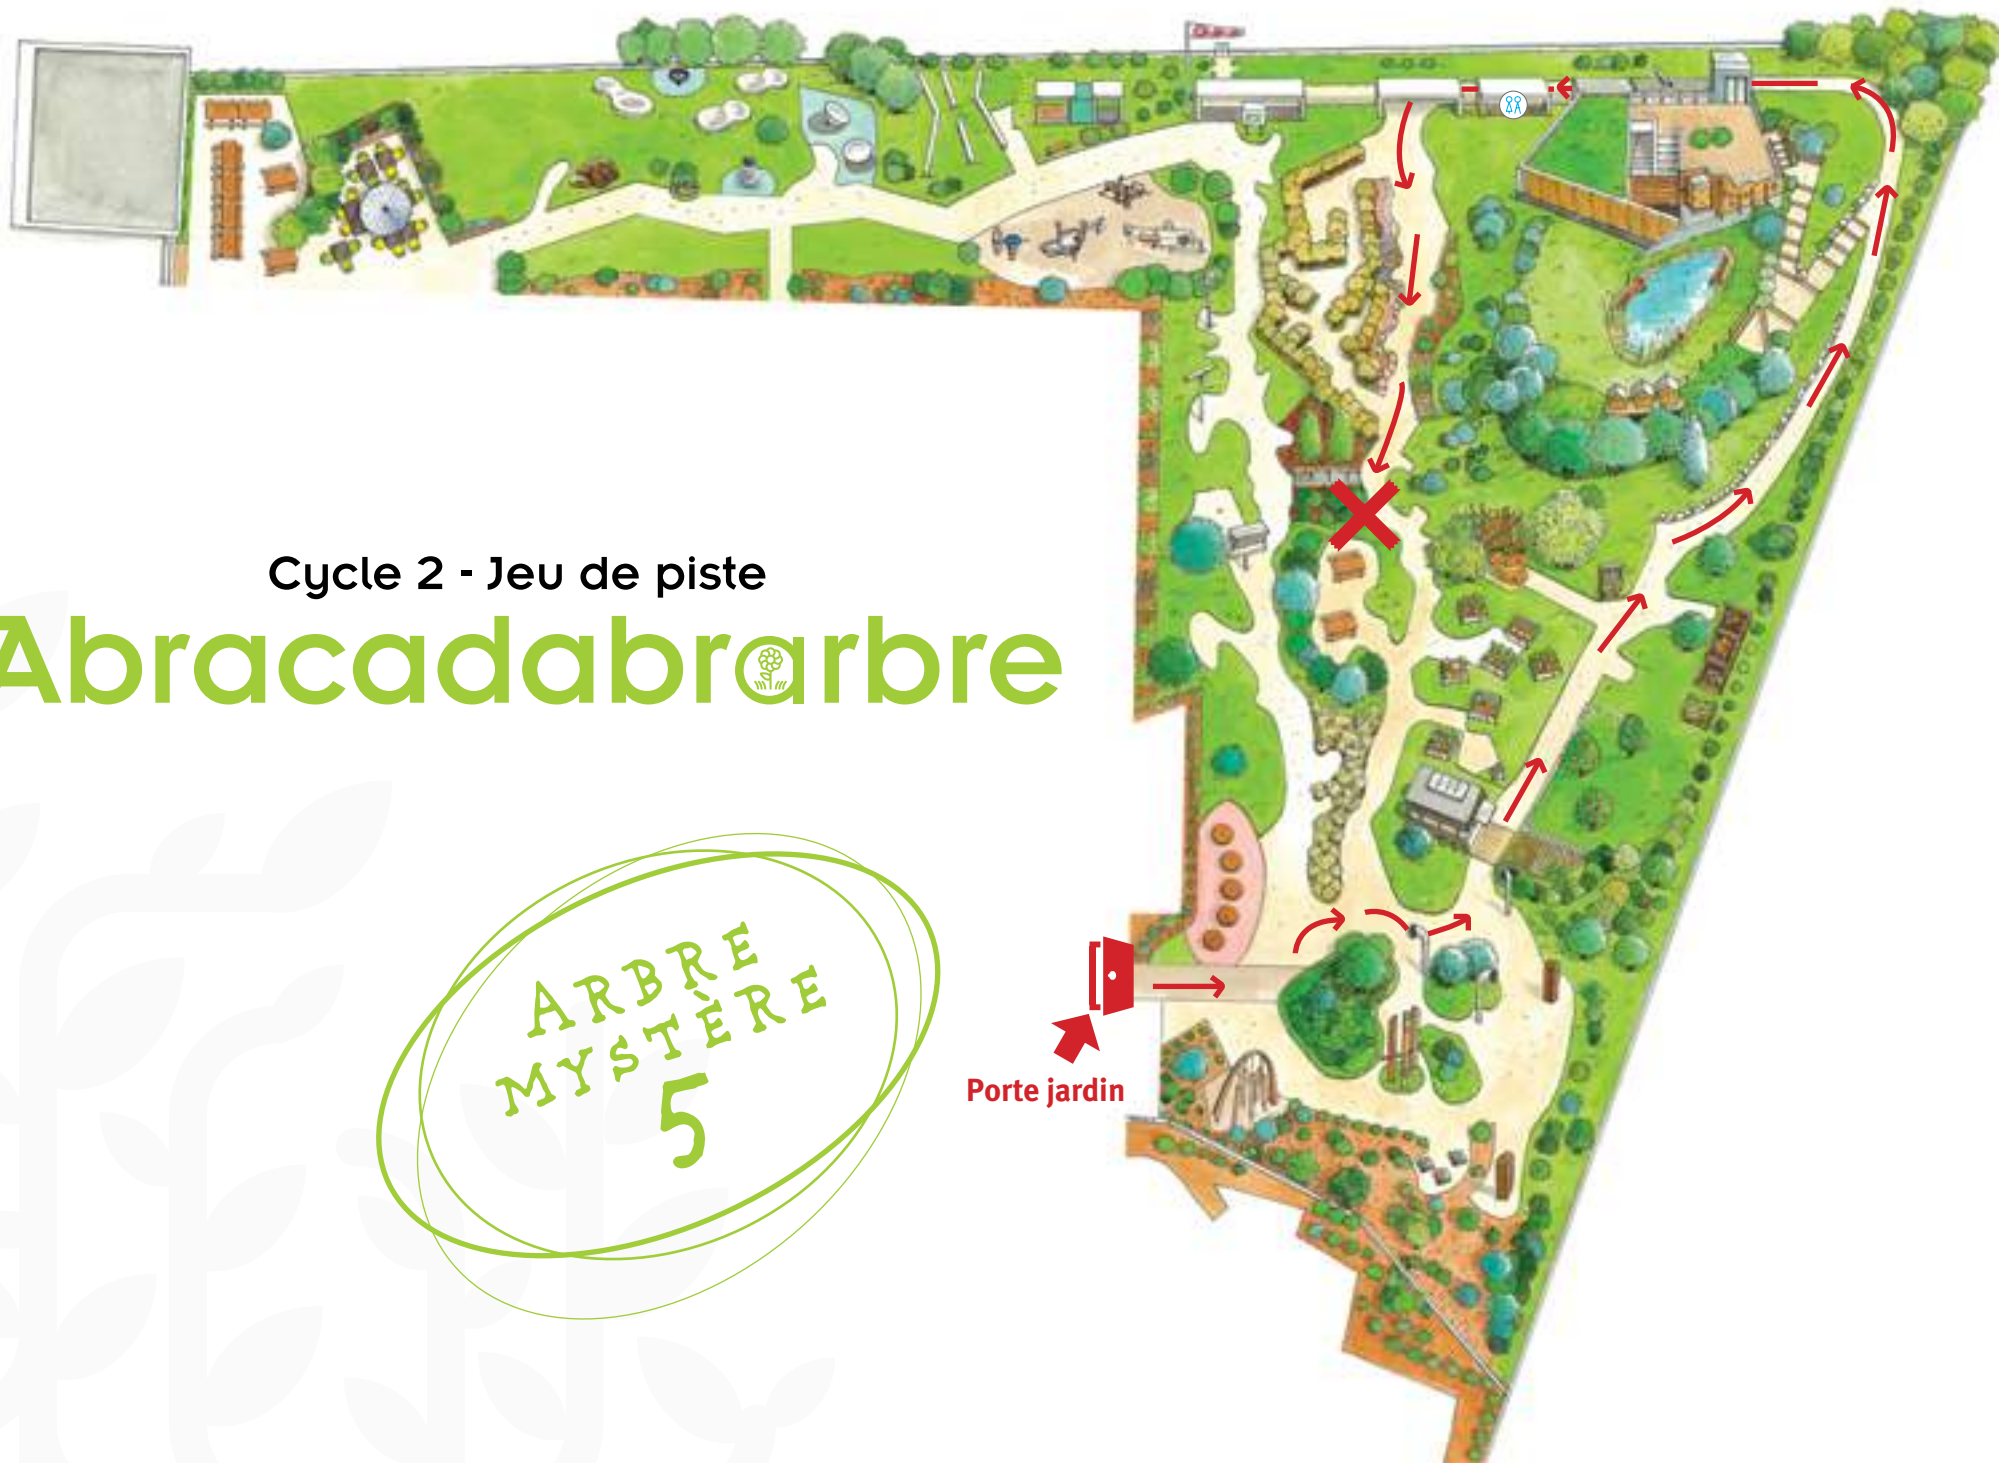 Cycle 2 - Jeu de piste
Abracadabrarbre
ARBRE
MYSTÈRE
5
Porte jardin